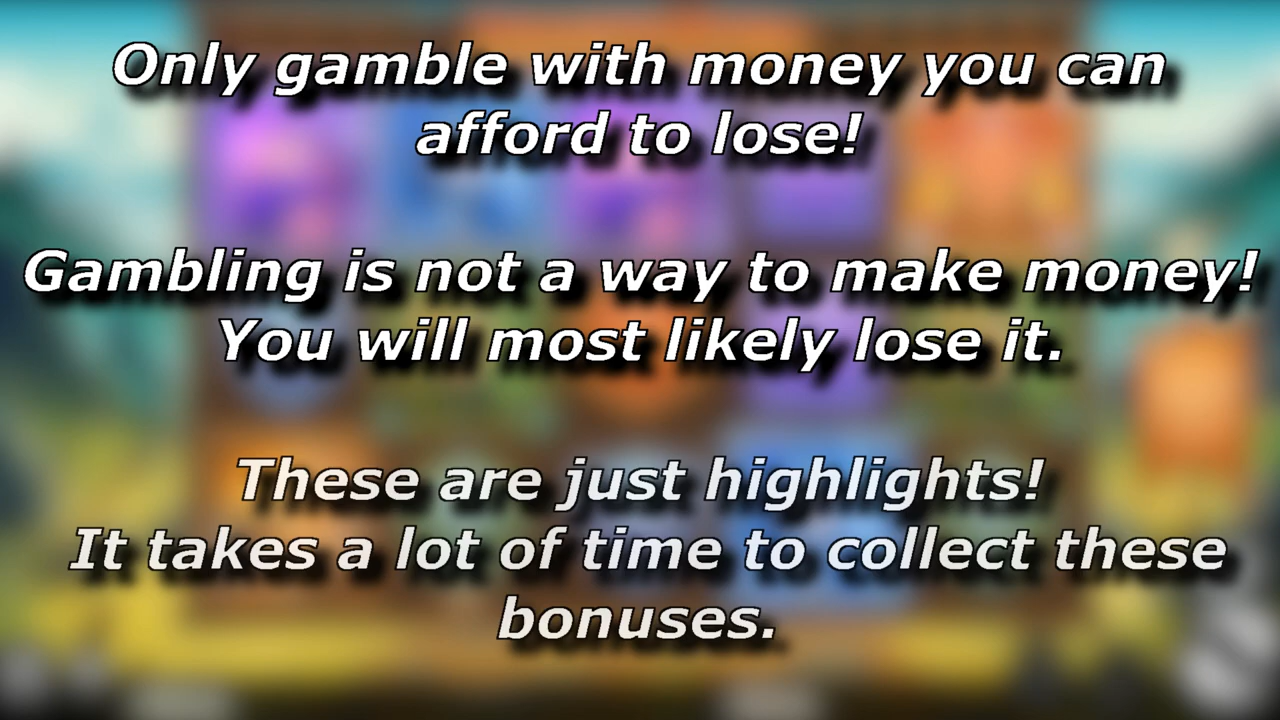 Only gamble with money you can
afford to lose!
Gambling is not a way to make money!
You will most likely lose it.
These are just highlights!
It takes a lot of time to collect these
bonuses.